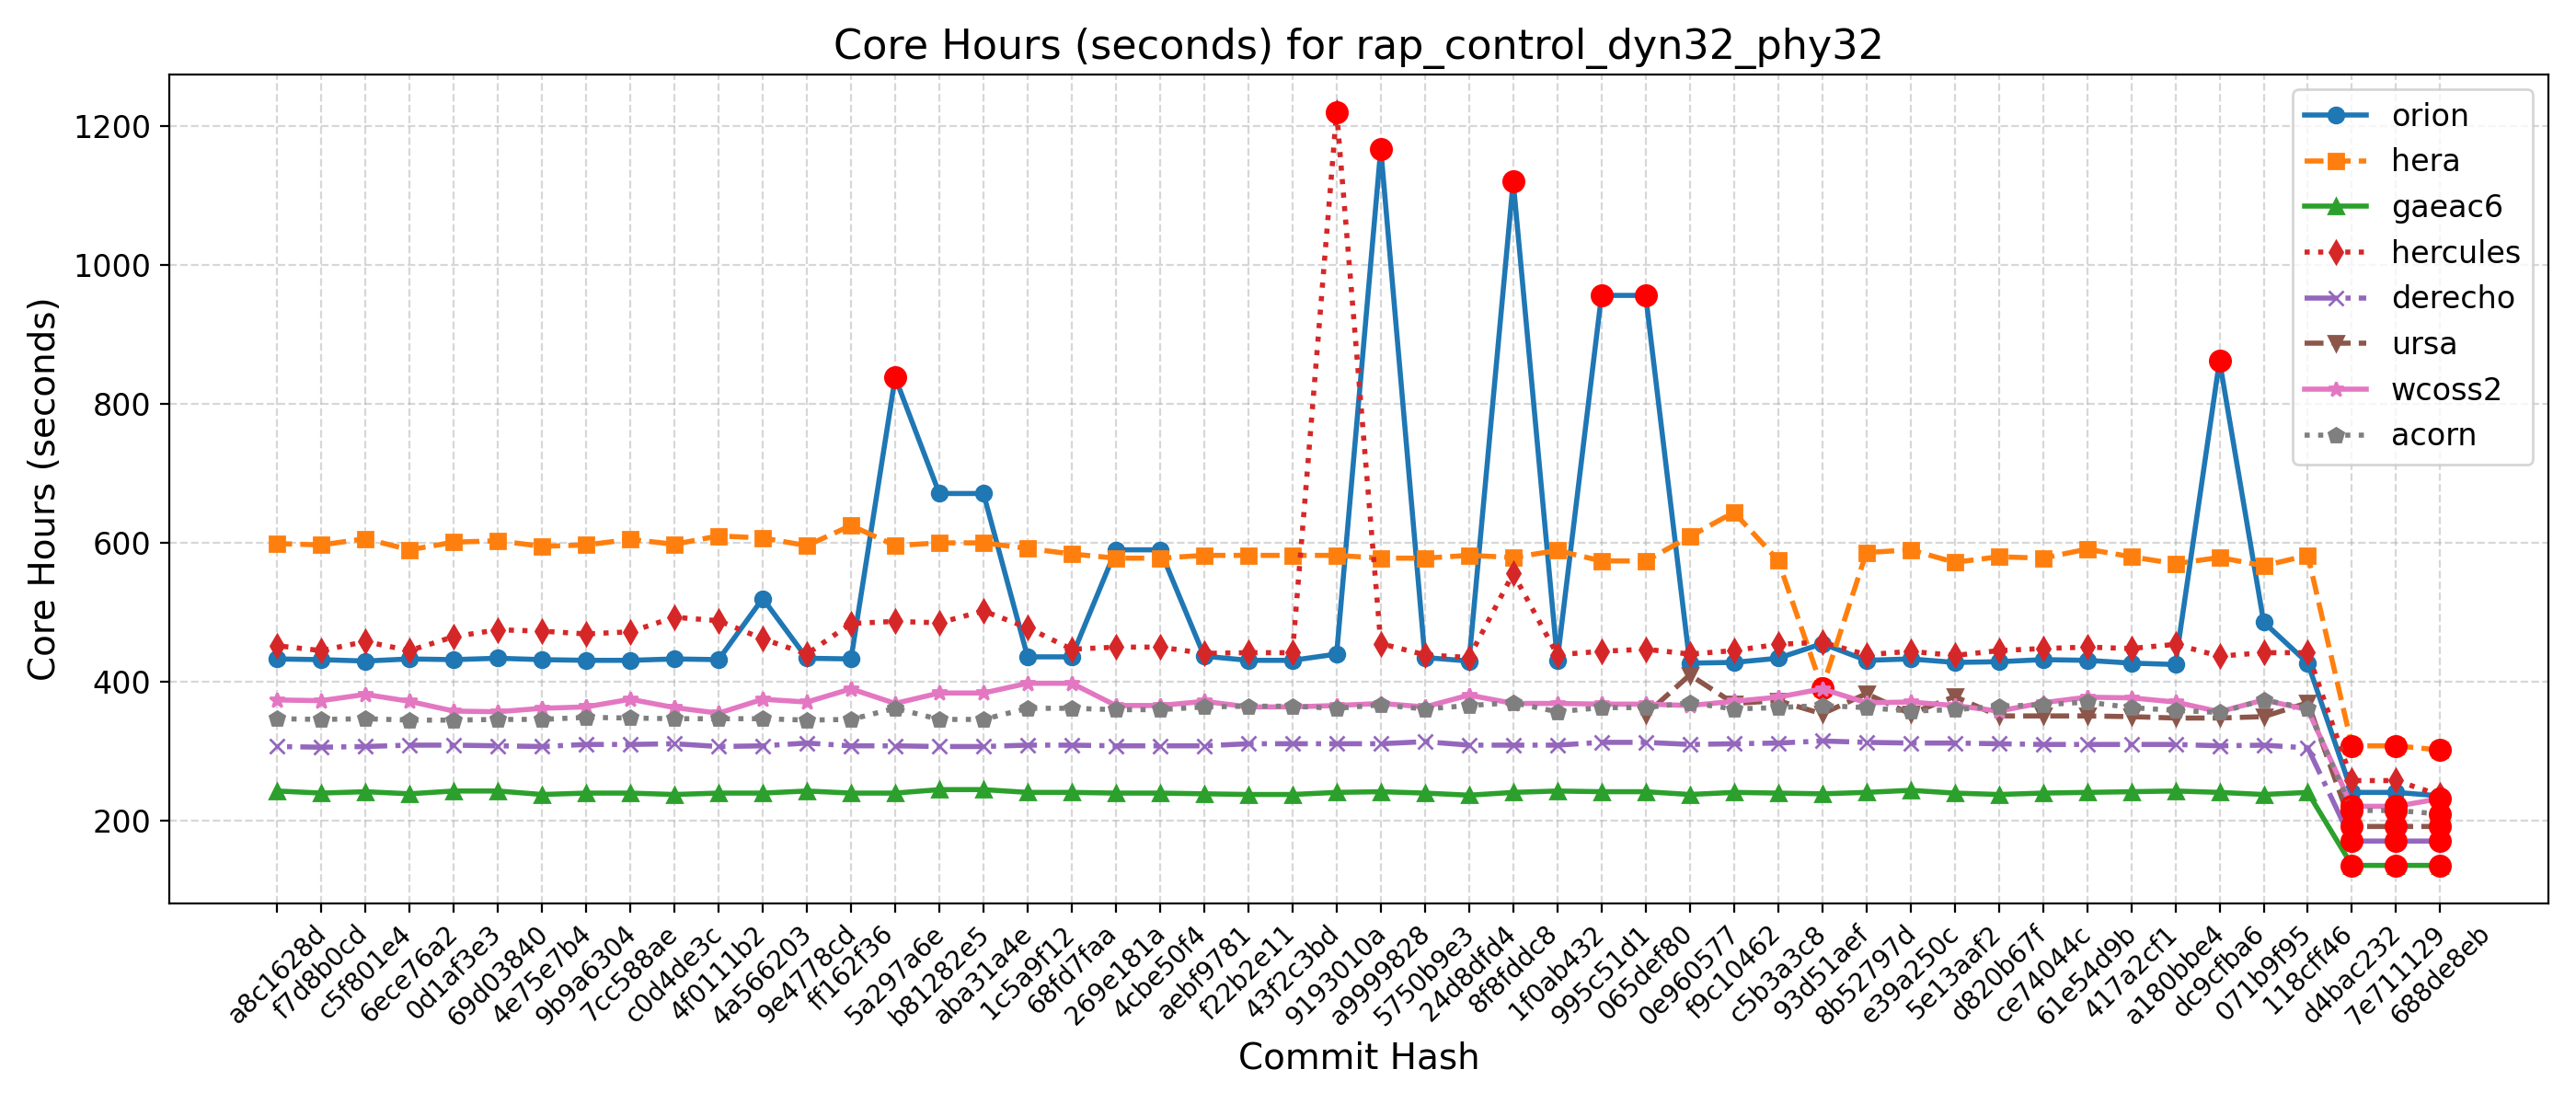 Core Hours (seconds) for rap_control_dyn32_phy32
Core Hours (seconds)
1200
1000
800
600
400
200
orion
hera
gaeac6
hercules
derecho
ursa
wcoss2
acorn
a8c1628d
f7d8b0cd
c5f801e4
6ece76a2
0d1af3e3
69d03840
4e75e7b4
9b9a6304
7cc588ae
c0d4de3c
4f0111b2
4a566203
9e4778cd
ff162f36
5a297a6e
b81282e5
aba31a4e
1c5a9f12
68fd7faa
269e181a
4cbe50f4
aebf9781
f22b2e11
43f2c3bd
9193010a
a9999828
5750b9e3
24d8dfd4
8f8fddc8
1f0ab432
995c51d1
065def80
0e960577
f9c10462
c5b3a3c8
93d51aef
8b52797d
e39a250c
5e13aaf2
d820b67f
ce74044c
61e54d9b
417a2cf1
a180bbe4
dc9cfba6
071b9f95
118cff46
d4bac232
7e711129
688de8eb
Commit Hash